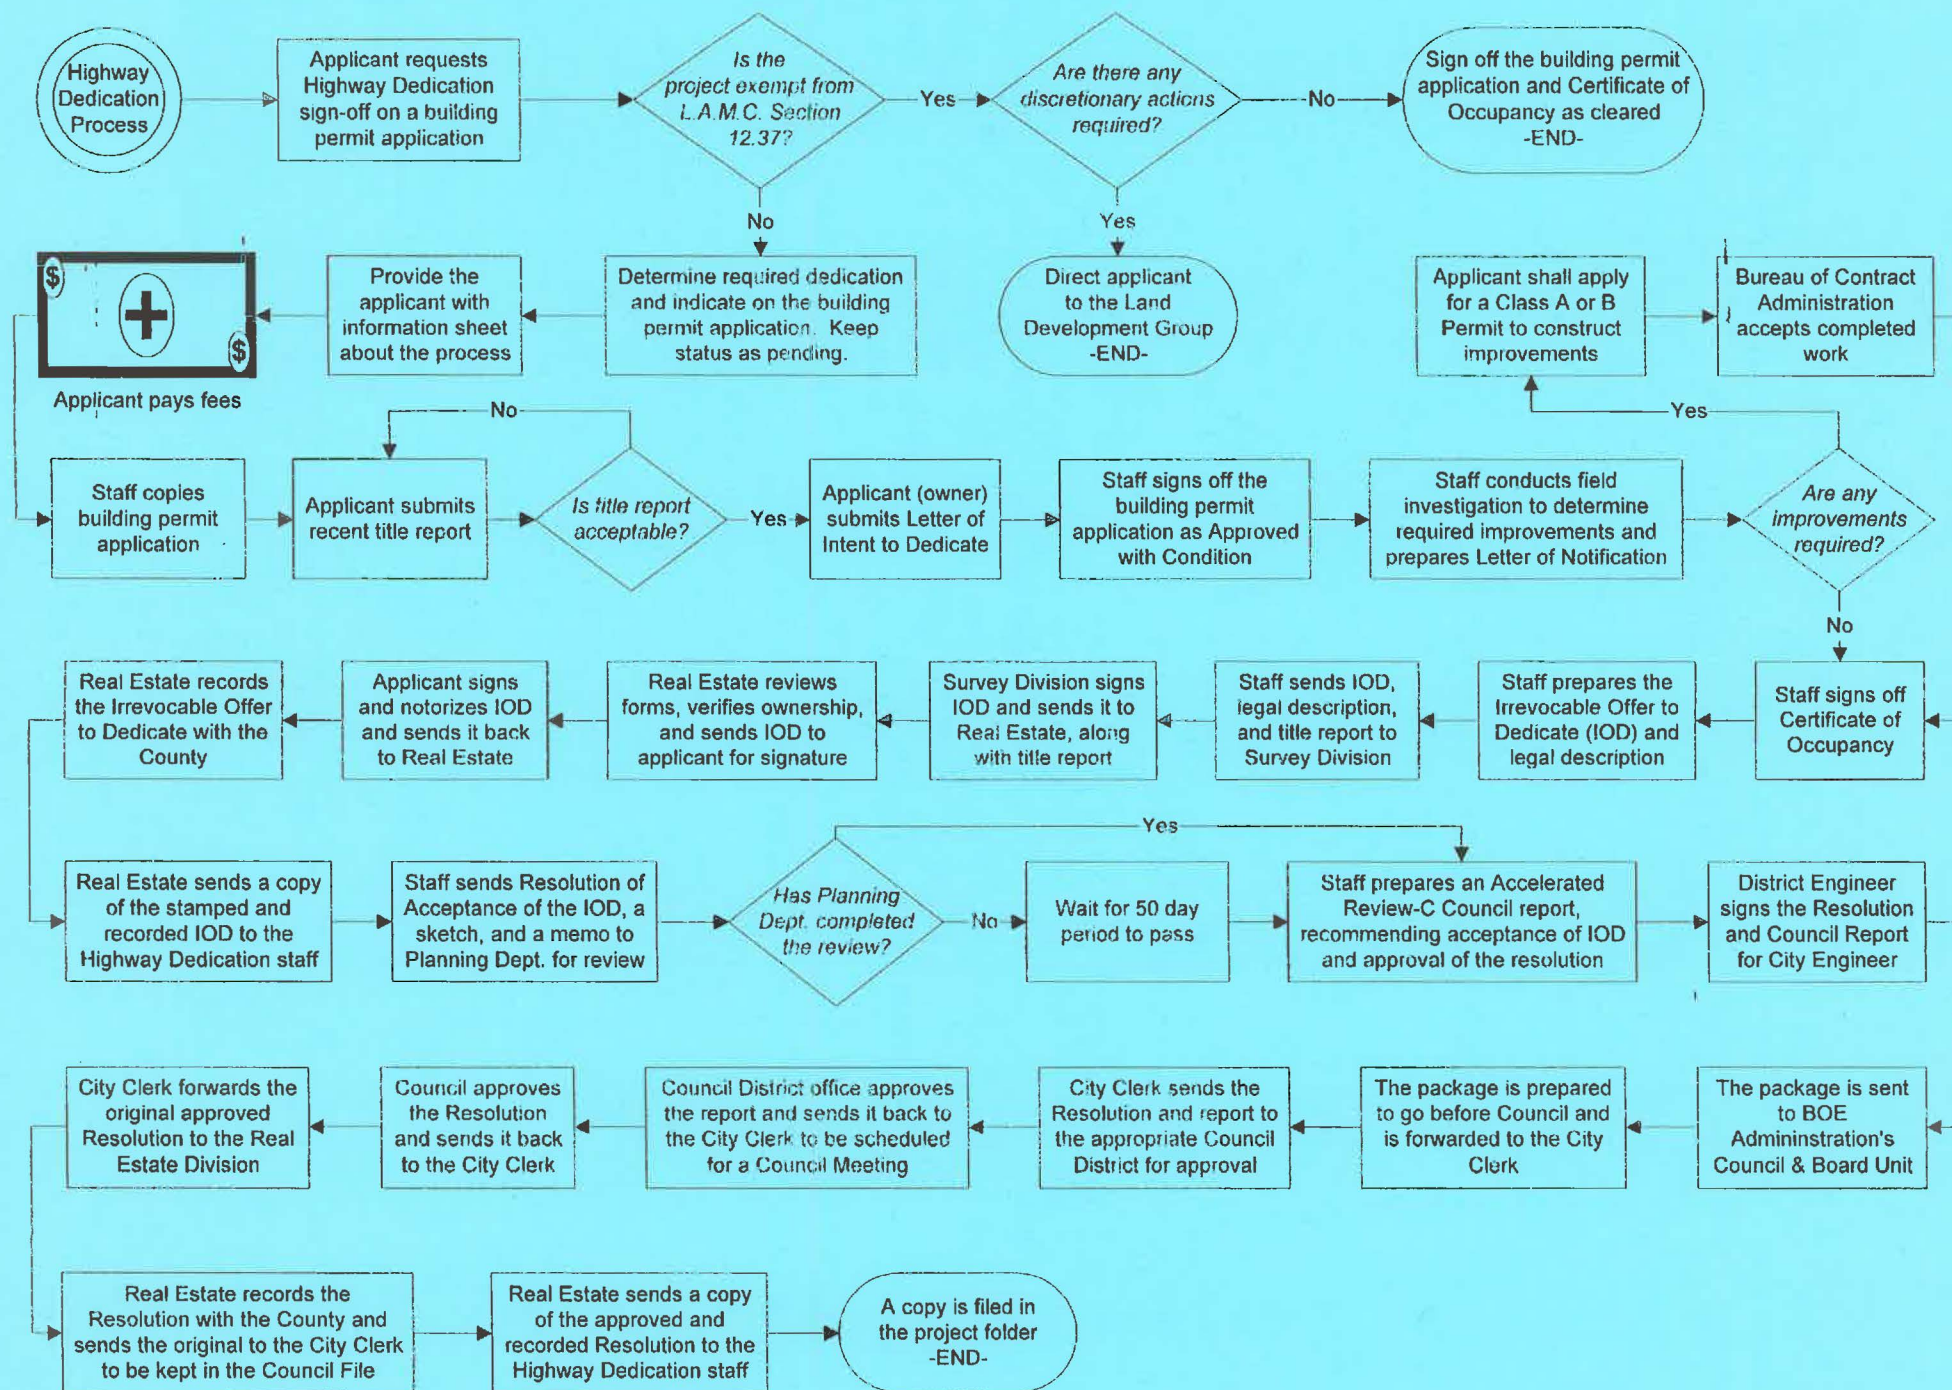 Highway
Dedication
Process
Applicant requests
Highway Dedication
sign-off on a building
permit application
Is the
project exempt from
L.A.M.C. Section
12.37?
Yes
Are there any
discretionary actions
required?
No
Sign off the building permit
application and Certificate of
Occupancy as cleared
-END-
No
Yes
$
$
Applicant pays fees
Provide the
applicant with
information sheet
about the process
Determine required dedication
and indicate on the building
permit application. Keep
status as pending.
Direct applicant
to the Land
Development Group
-END-
Applicant shall apply
for a Class A or B
Permit to construct
improvements
Bureau of Contract
Administration
accepts completed
work
No
Yes
Staff copies
building permit
application
Applicant submits
recent title report
Is title report
acceptable?
Yes
Applicant (owner)
submits Letter of
Intent to Dedicate
Staff signs off the
building permit
application as Approved
with Condition
Staff conducts field
investigation to determine
required improvements and
prepares Letter of Notification
Are any
improvements
required?
No
Real Estate records
the Irrevocable Offer
to Dedicate with the
County
Applicant signs
and notorizes IOD
and sends it back
to Real Estate
Real Estate reviews
forms, verifies ownership,
and sends IOD to
applicant for signature
Survey Division signs
IOD and sends it to
Real Estate, along
with title report
Staff sends IOD,
legal description,
and title report to
Survey Division
Staff prepares the
Irrevocable Offer to
Dedicate (IOD) and
legal description
Staff signs off
Certificate of
Occupancy
Yes
Real Estate sends a copy
of the stamped and
recorded IOD to the
Highway Dedication staff
Staff sends Resolution of
Acceptance of the IOD, a
sketch, and a memo to
Planning Dept. for review
Has Planning
Dept. completed
the review?
No
Wait for 50 day
period to pass
Staff prepares an Accelerated
Review-C Council report,
recommending acceptance of IOD
and approval of the resolution
District Engineer
signs the Resolution
and Council Report
for City Engineer
City Clerk forwards the
original approved
Resolution to the Real
Estate Division
Council approves
the Resolution
and sends it back
to the City Clerk
Council District office approves
the report and sends it back to
the City Clerk to be scheduled
for a Council Meeting
City Clerk sends the
Resolution and report to
the appropriate Council
District for approval
The package is prepared
to go before Council and
is forwarded to the City
Clerk
The package is sent
to BOE
Admininstration's
Council & Board Unit
Real Estate records the
Resolution with the County and
sends the original to the City Clerk
to be kept in the Council File
Real Estate sends a copy
of the approved and
recorded Resolution to the
Highway Dedication staff
A copy is filed in
the project folder
-END-